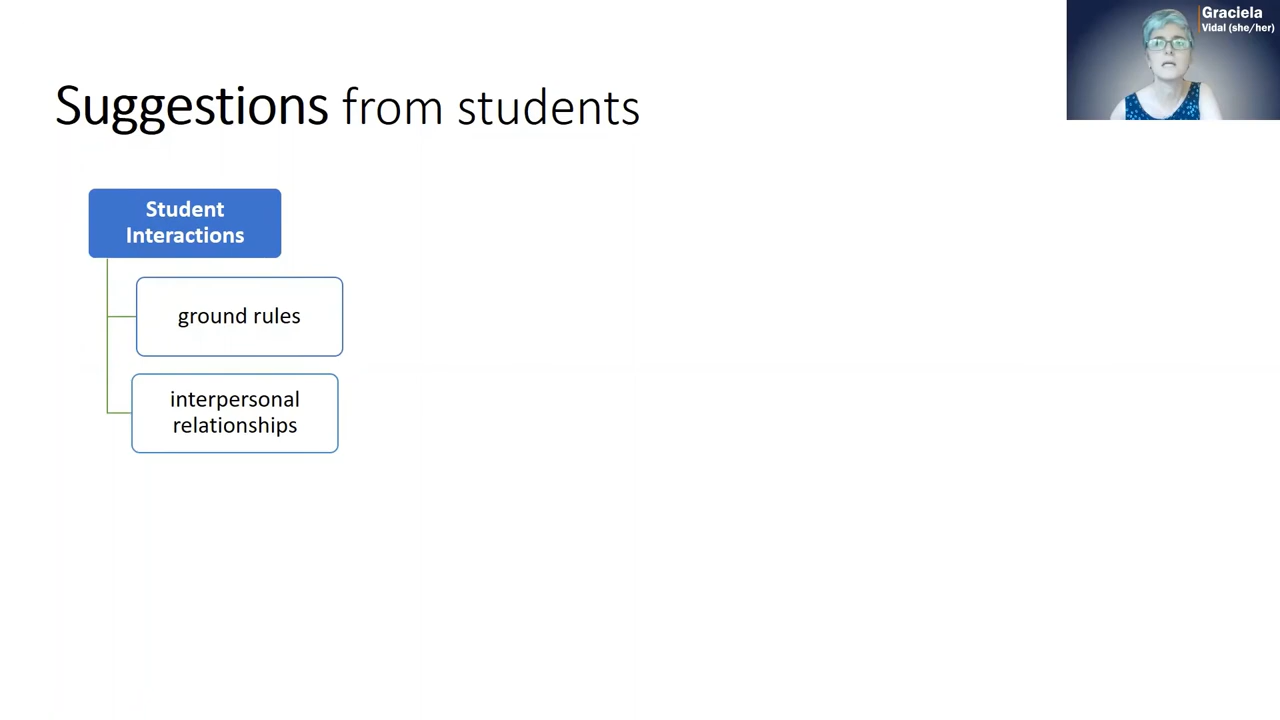 Graciela
Vidal (she/her)
Suggestions from students
Student
Interactions
ground rules
interpersonal
relationships